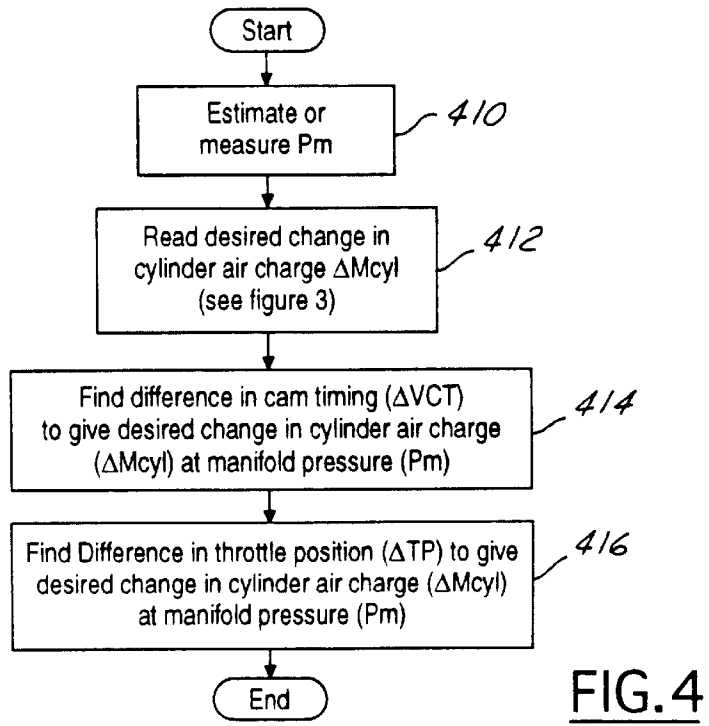 Start
Estimate or
measure Pm
410
Read desired change in
cylinder air charge ΔMcyl
(see figure 3)
412
Find difference in cam timing (ΔVCT)
to give desired change in cylinder air charge
(ΔMcyl) at manifold pressure (Pm)
414
Find Difference in throttle position (ΔTP) to give
desired change in cylinder air charge (ΔMcyl)
at manifold pressure (Pm)
416
End
FIG.4